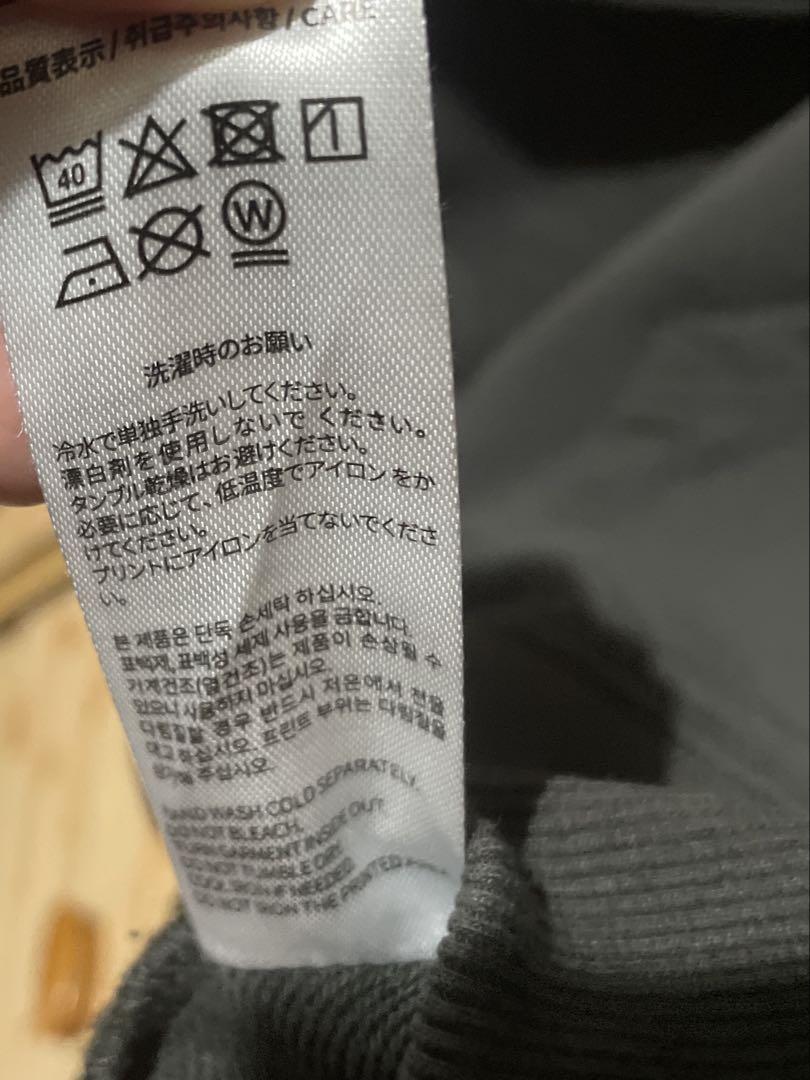 品質表示/취급주의사항/CARE
40
W
洗濯時のお願い
冷水で単独手洗いしてください。
漂白剤を使用しないで ください。
タンブル乾燥はお避けください。
必要に応じて、低温度でアイロン をか
けてください。
プリントにアイロンを当てないでくださ
い。
본 제품은 단독 손세탁 하십시오.
표백제, 표백성 세제 사용을 금합니다.
기계건조(열건조)는 제품이 손상될 수
있으니 사용하지 마십시오.
다림질할 경우 반드시 저온에서 천을
대고 하십시오. 프린트 부위는 다림질을
주십시오.
HAND WASH COLD SEPARATELY.
DO NOT BLEACH.
TURN GARMENT INSIDE OUT.
DO NOT TUMBLE DRY.
COOL IRON IF NEEDED.
DO NOT IRON THE PRINTED